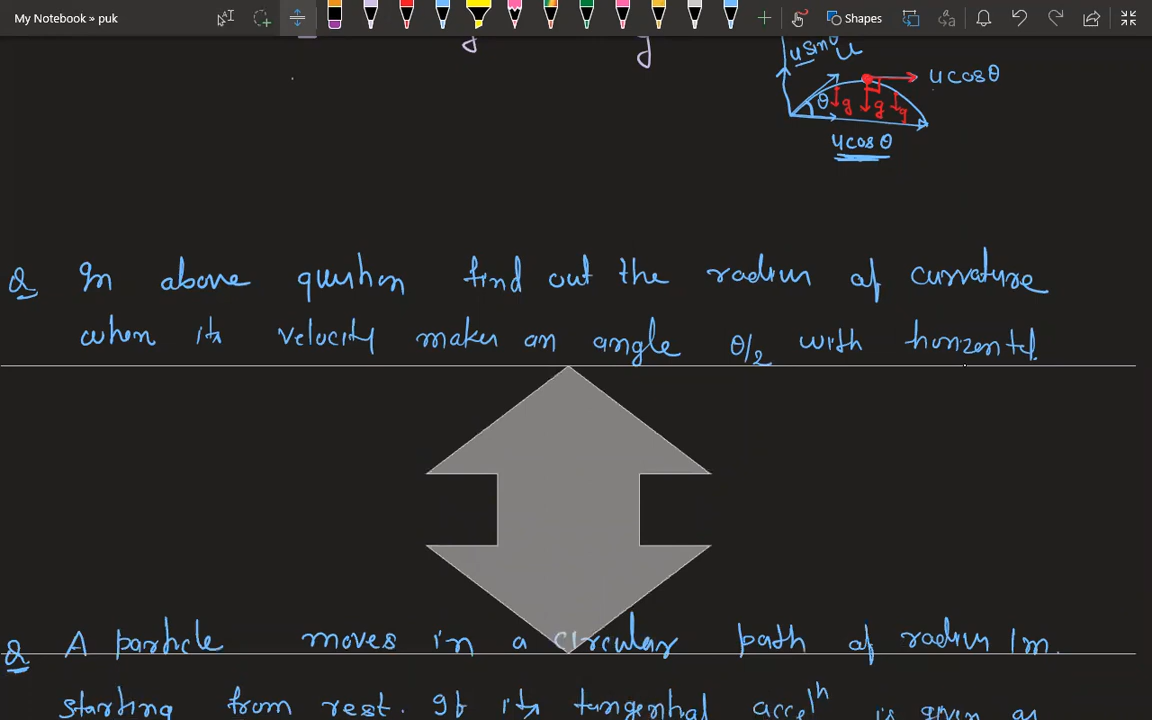 My Notebook » puk
Shapes
u sinθ u
u cosθ
θ g g g
u cosθ
Q In above question find out the radius of curvature
when its velocity makes an angle θ/2 with horizontal
Q A particle moves in a circular path of radius 1m.
starting from rest. If its tangential accelⁿ is given as